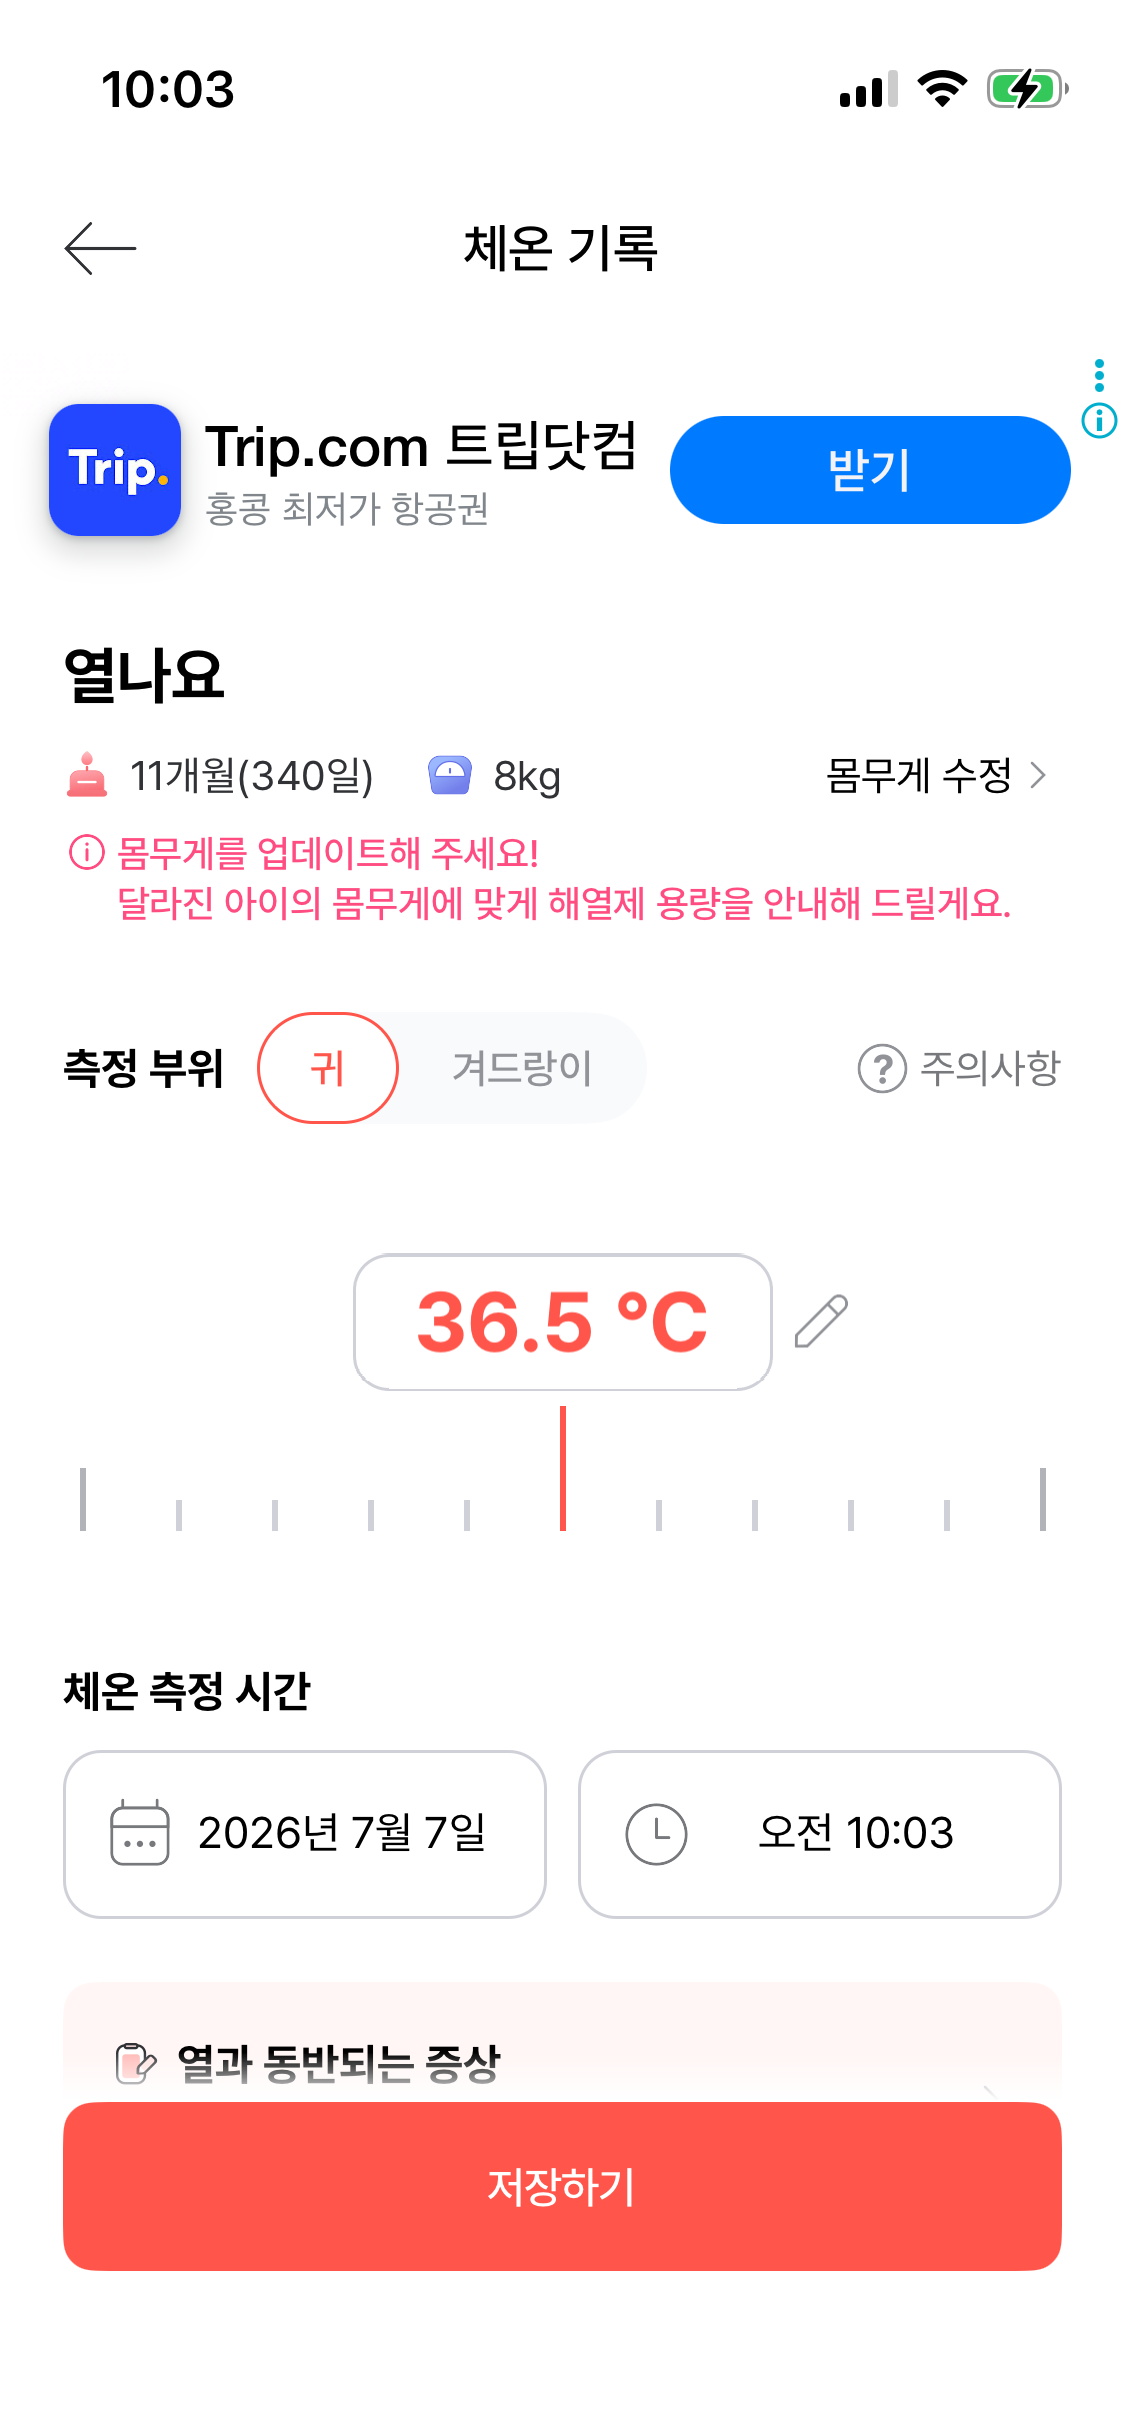 10:03
체온 기록
Trip.
Trip.com 트립닷컴
홍콩 최저가 항공권
받기
열나요
11개월(340일)
8kg
몸무게 수정
몸무게를 업데이트해 주세요!
달라진 아이의 몸무게에 맞게 해열제 용량을 안내해 드릴게요.
측정 부위
귀
겨드랑이
주의사항
36.5 °C
체온 측정 시간
2026년 7월 7일
오전 10:03
열과 동반되는 증상
저장하기